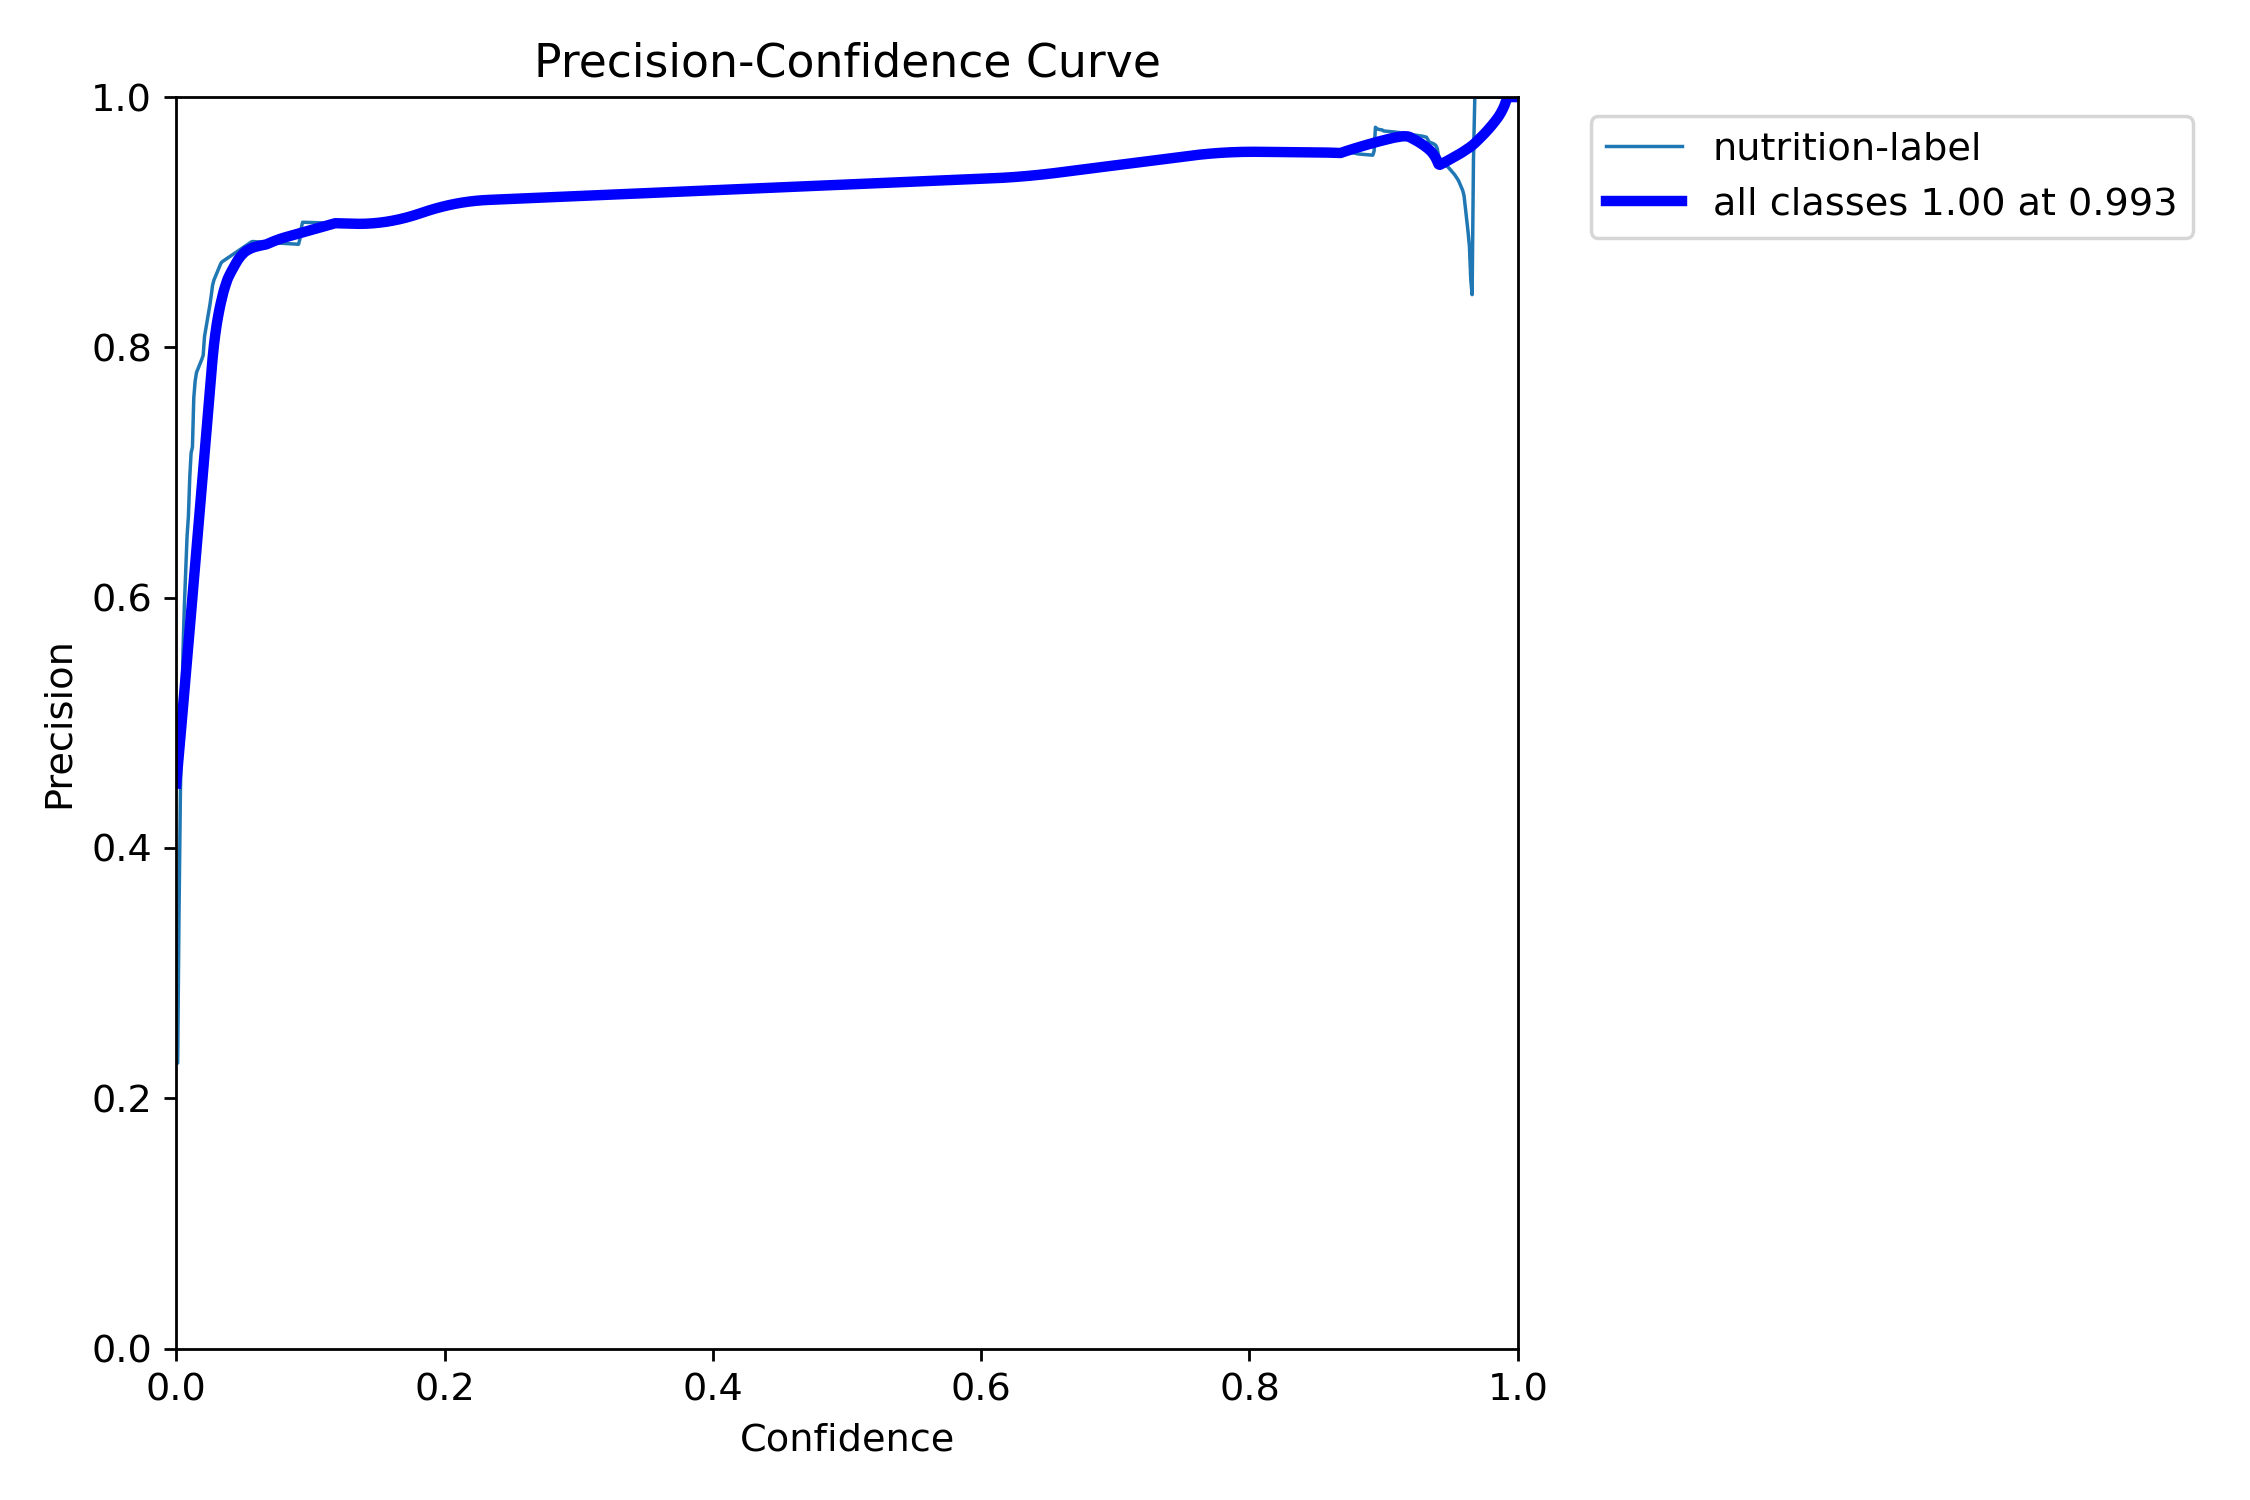 Precision-Confidence Curve
1.0
0.8
0.6
0.4
0.2
0.0
Precision
0.0 0.2 0.4 0.6 0.8 1.0
Confidence
nutrition-label
all classes 1.00 at 0.993